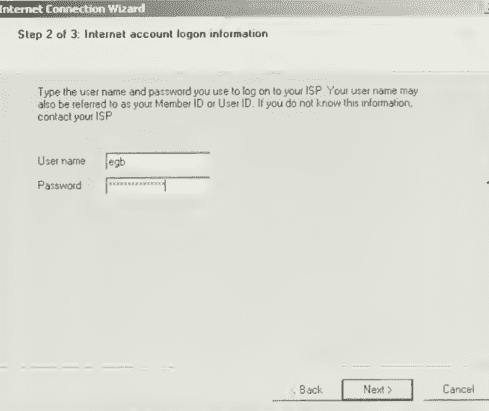 Internet Connection Wizard
Step 2 of 3: Internet account logon information
Type the user name and password you use to log on to your ISP. Your user name may
also be referred to as your Member ID or User ID. If you do not know this information,
contact your ISP
User name
egb
Password
< Back
Next >
Cancel